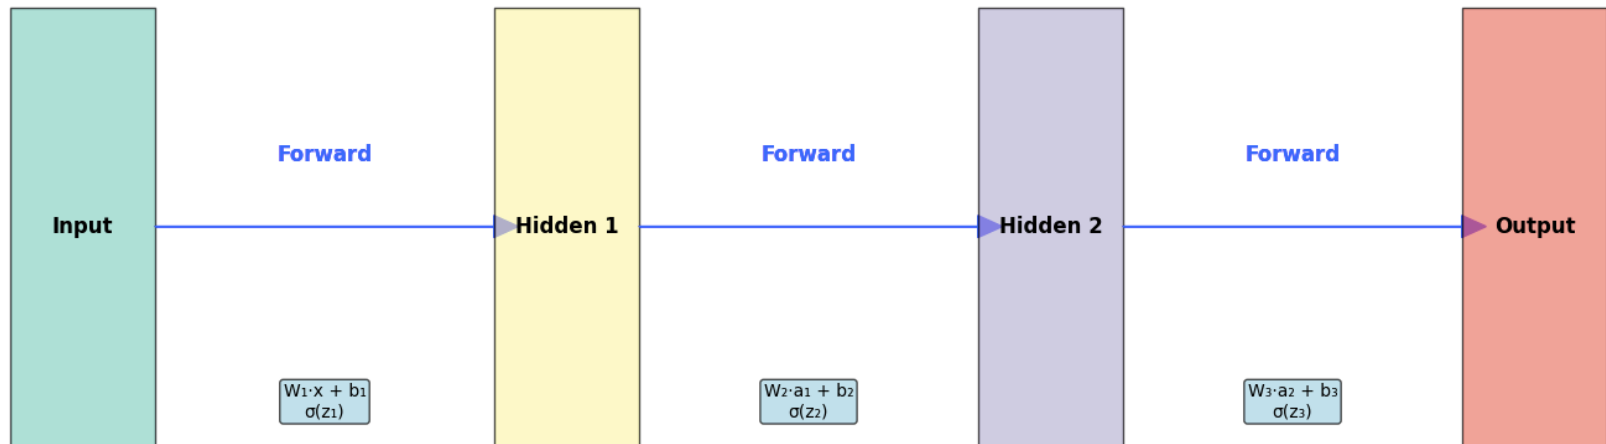 Forward
Forward
Forward
Input
Hidden 1
Hidden 2
Output
W₁·x + b₁
σ(z₁)
W₂·a₁ + b₂
σ(z₂)
W₃·a₂ + b₃
σ(z₃)